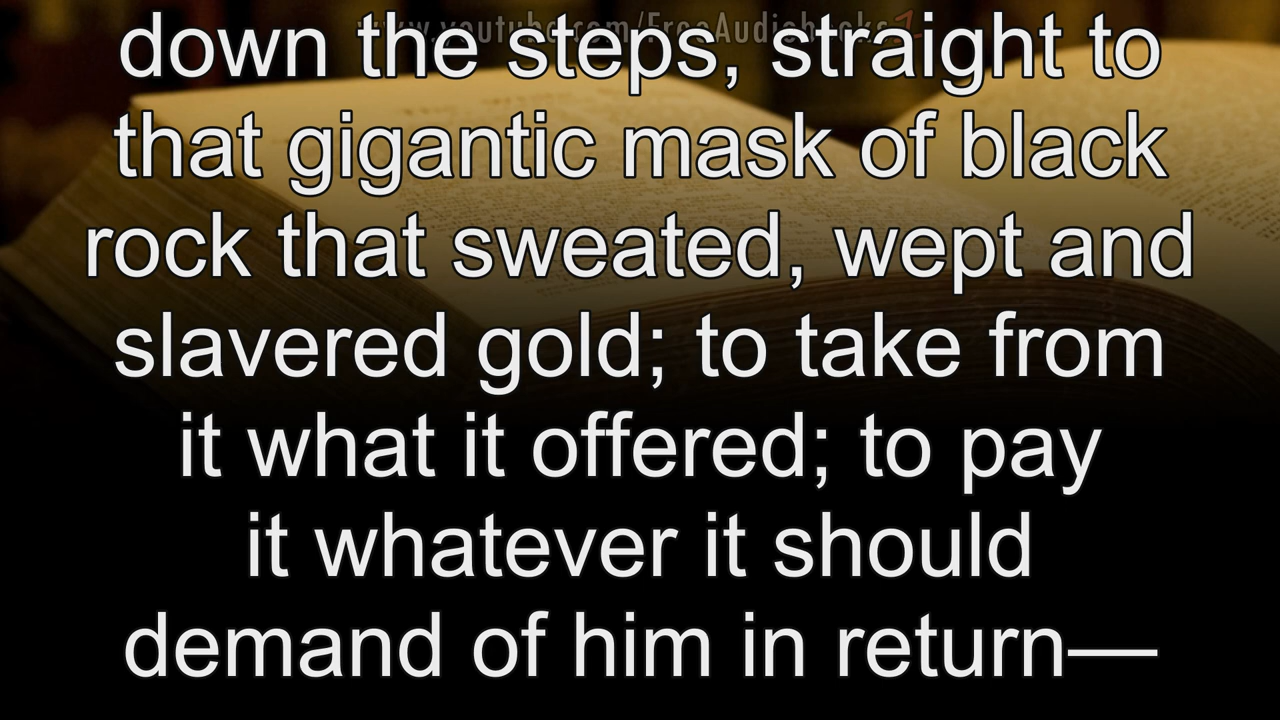 www.youtube.com/FreeAudiobooks
down the steps, straight to
that gigantic mask of black
rock that sweated, wept and
slavered gold; to take from
it what it offered; to pay
it whatever it should
demand of him in return—